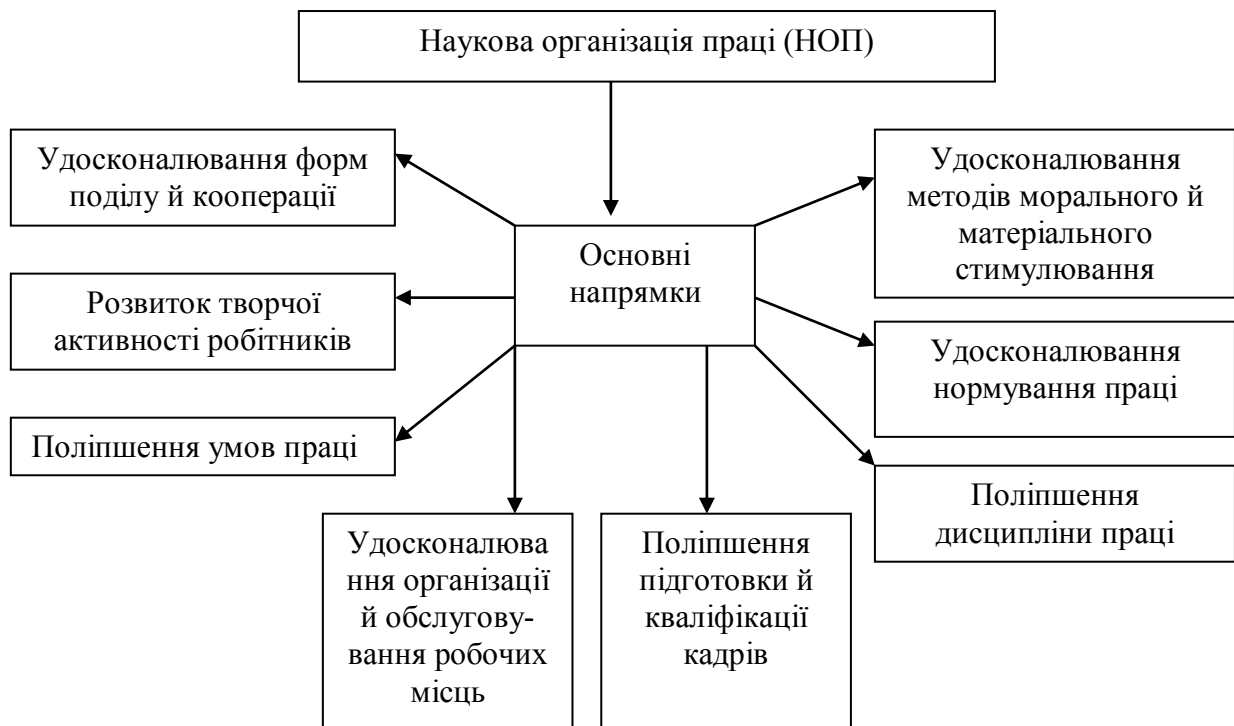 Наукова організація праці (НОП)
Удосконалювання форм
поділу й кооперації
Удосконалювання
методів морального й
матеріального
стимулювання
Основні
напрямки
Розвиток творчої
активності робітників
Удосконалювання
нормування праці
Поліпшення умов праці
Поліпшення
дисципліни праці
Удосконалюва
ння організації
й обслугову-
вання робочих
місць
Поліпшення
підготовки й
кваліфікації
кадрів